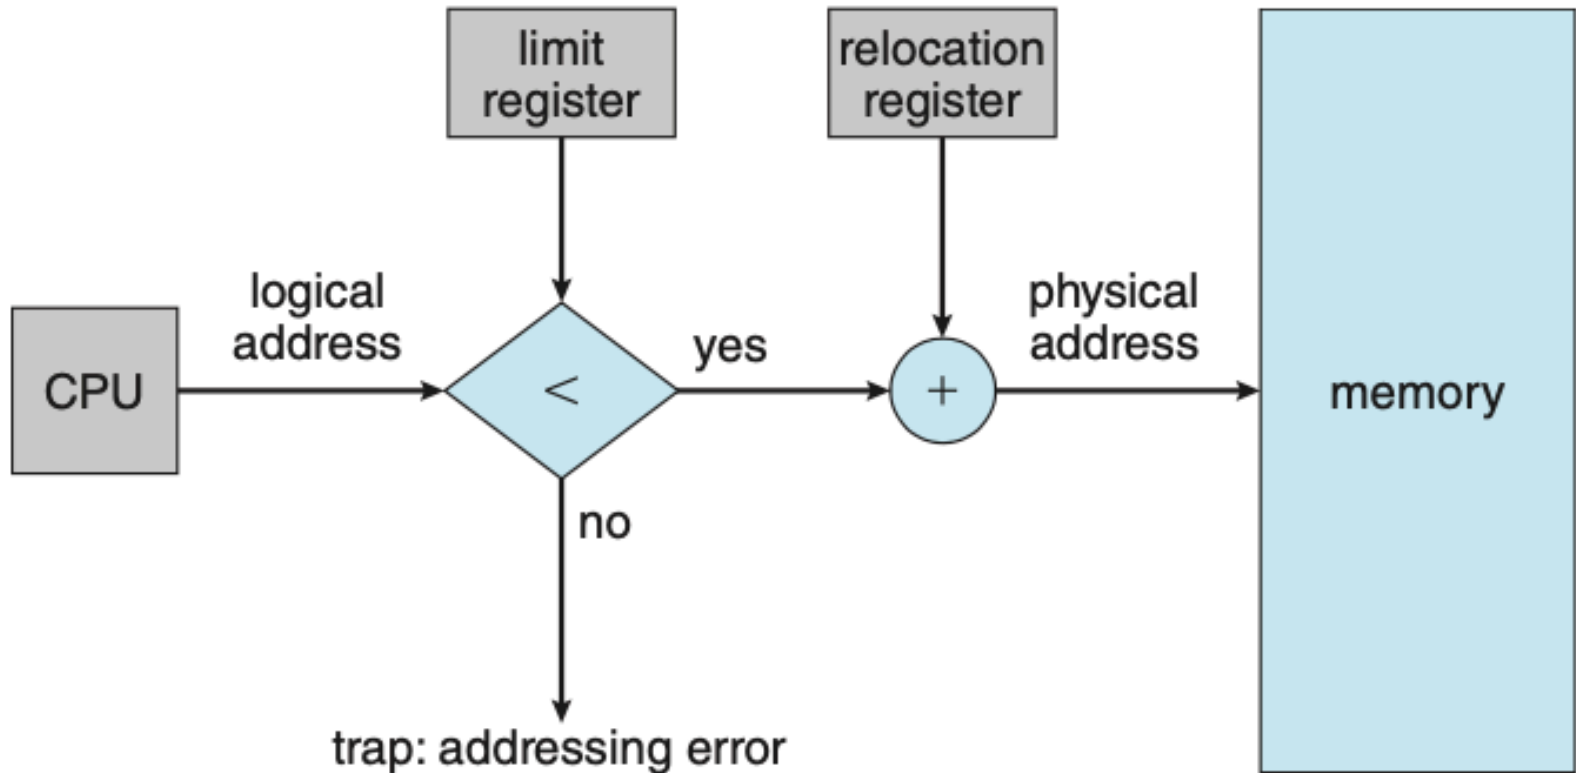 limit
register
relocation
register
logical
address
physical
address
CPU
<
yes
+
memory
no
trap: addressing error